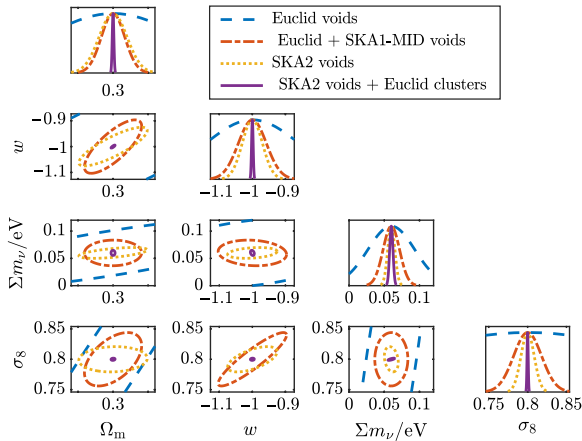 Euclid voids
Euclid + SKA1-MID voids
SKA2 voids
SKA2 voids + Euclid clusters
0.3
w
−0.9
−1
−1.1
0.3
−1.1 −1 −0.9
Σmν/eV
0.1
0.05
0
0.3
−1.1 −1 −0.9
0 0.05 0.1
σ8
0.85
0.8
0.75
0.3
−1.1 −1 −0.9
0 0.05 0.1
0.75 0.8 0.85
Ωm
w
Σmν/eV
σ8